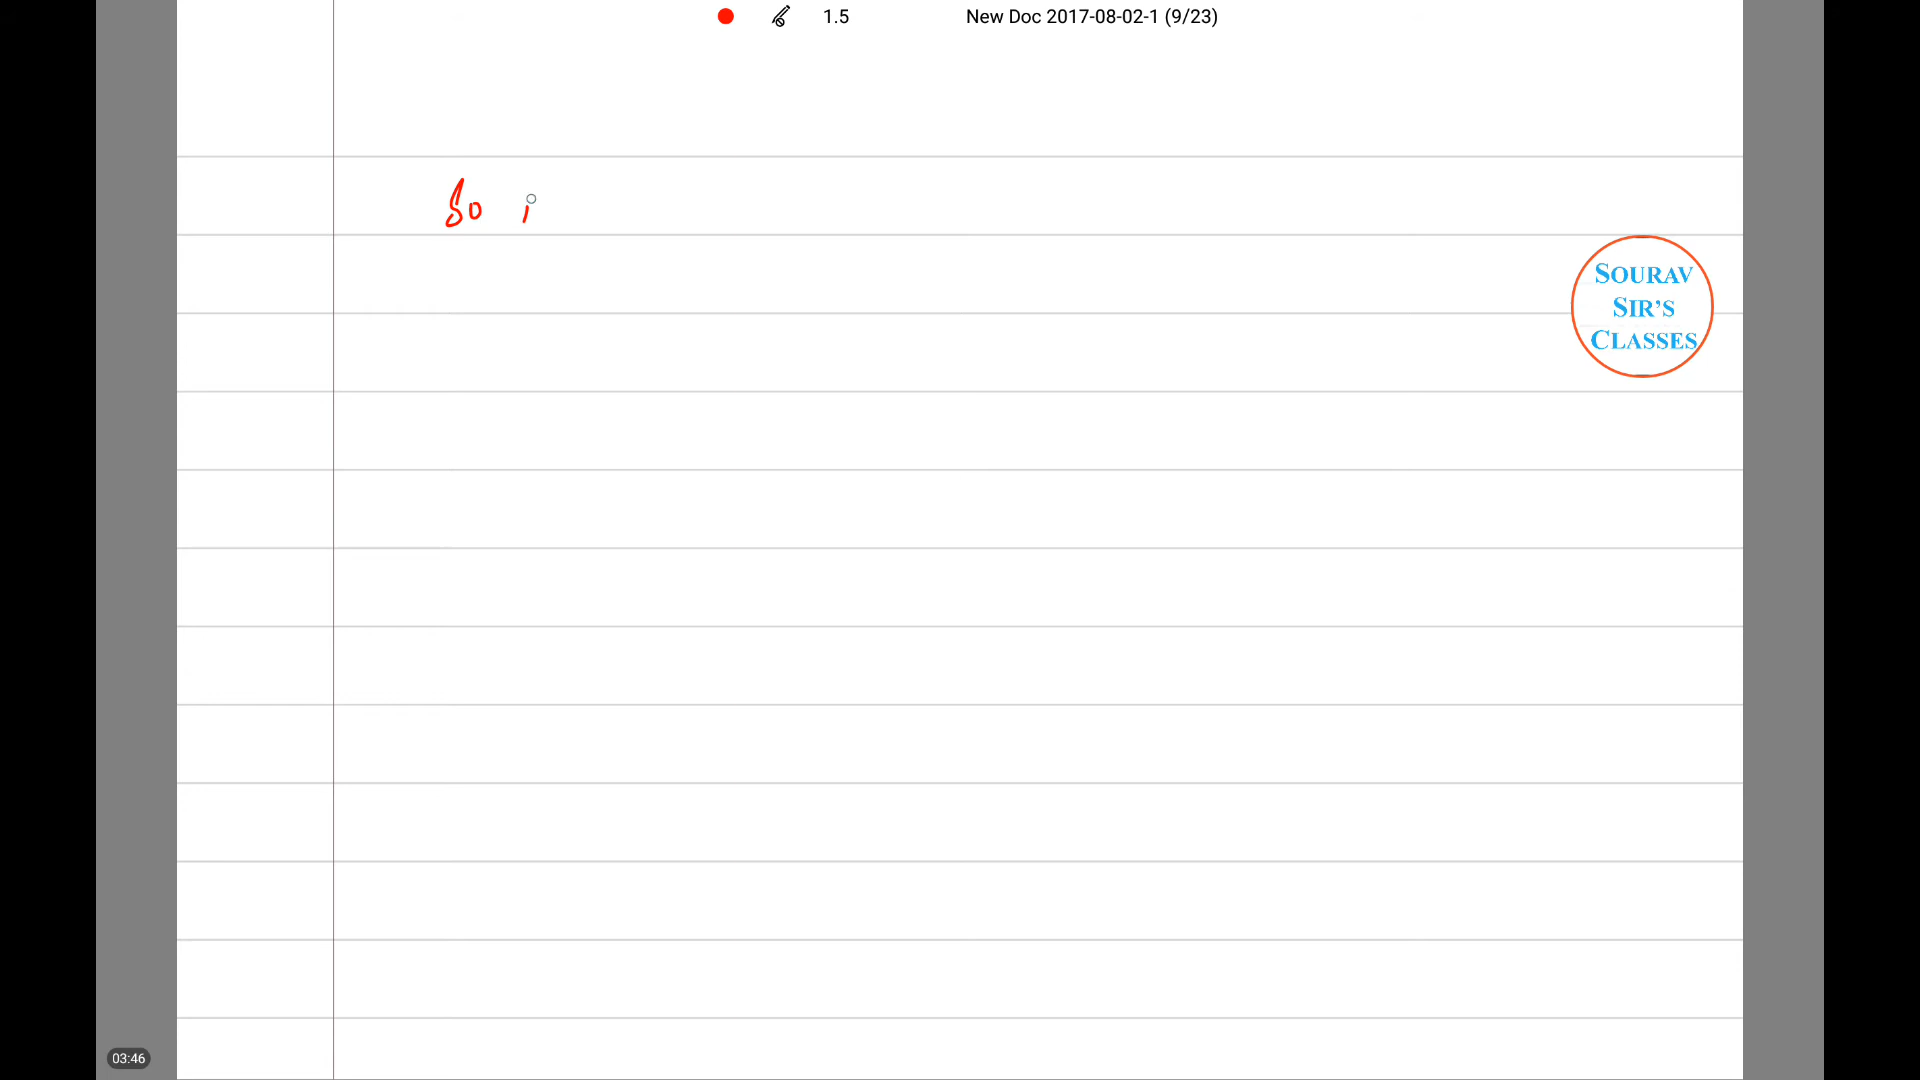 1.5 New Doc 2017-08-02-1 (9/23)
So i
SOURAV
SIR'S
CLASSES
03:46